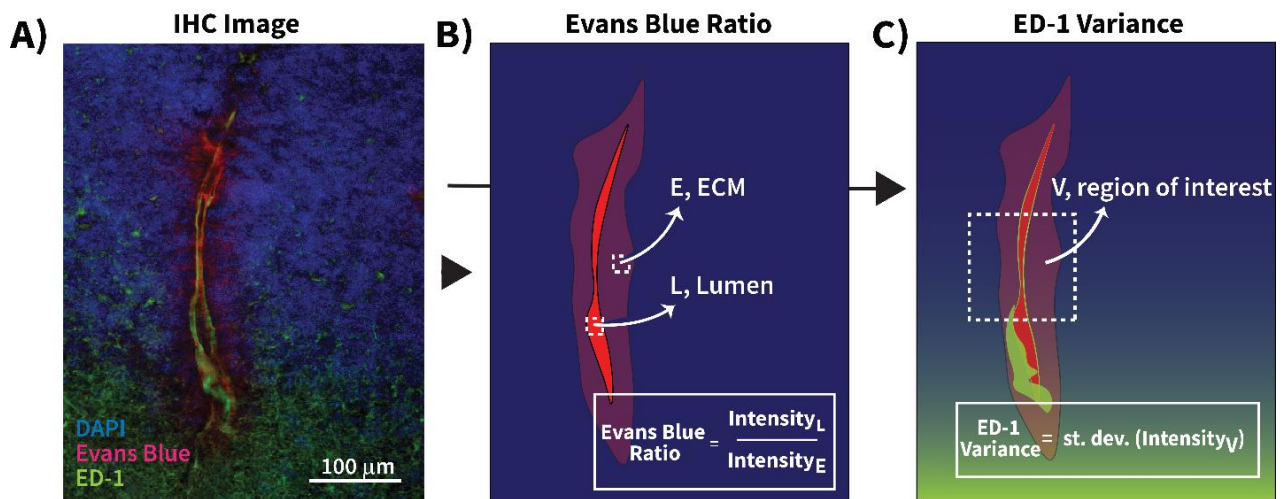 A)
IHC Image
DAPI
Evans Blue
ED-1
100 μm
B)
Evans Blue Ratio
E, ECM
L, Lumen
Evans Blue
Ratio
=
Intensity_L
Intensity_E
C)
ED-1 Variance
V, region of interest
ED-1
Variance
= st. dev. (Intensity_V)